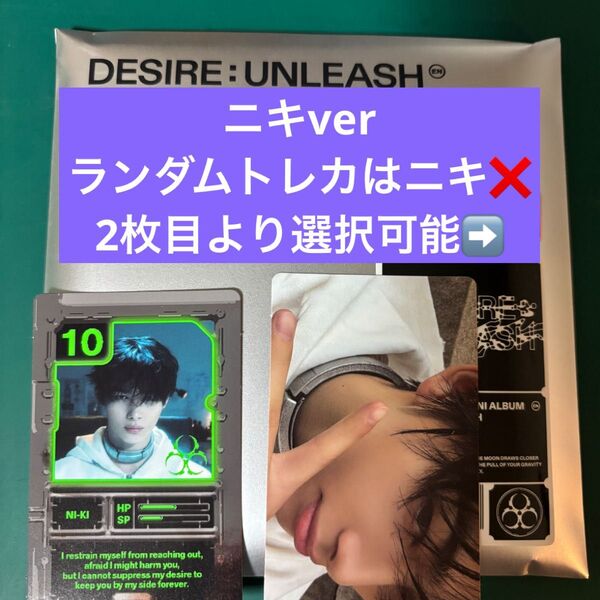 DESIRE : UNLEASH EN
ニキver
ランダムトレカはニキ❌
2枚目より選択可能➡️
10
NI-KI
HP
SP
I restrain myself from reaching out,
afraid I might harm you,
but I cannot suppress my desire to
keep you by my side forever.
NI ALBUM EN
H
E MOON DRAWS CLOSER
THE PULL OF YOUR GRAVITY